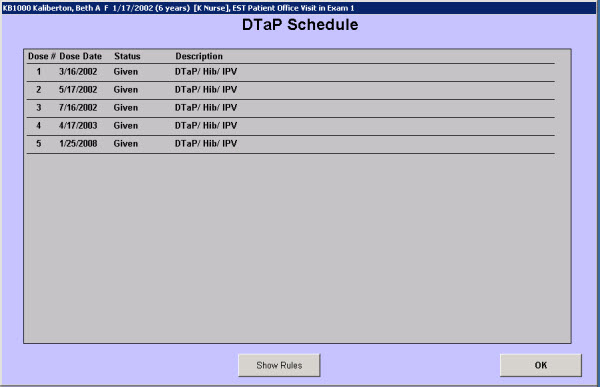 KB1000 Kaliberton, Beth A F 1/17/2002 (6 years) [K Nurse], EST Patient Office Visit in Exam 1
DTaP Schedule
Dose # Dose Date Status Description
1 3/16/2002 Given DTaP/ Hib/ IPV
2 5/17/2002 Given DTaP/ Hib/ IPV
3 7/16/2002 Given DTaP/ Hib/ IPV
4 4/17/2003 Given DTaP/ Hib/ IPV
5 1/25/2008 Given DTaP/ Hib/ IPV
Show Rules OK